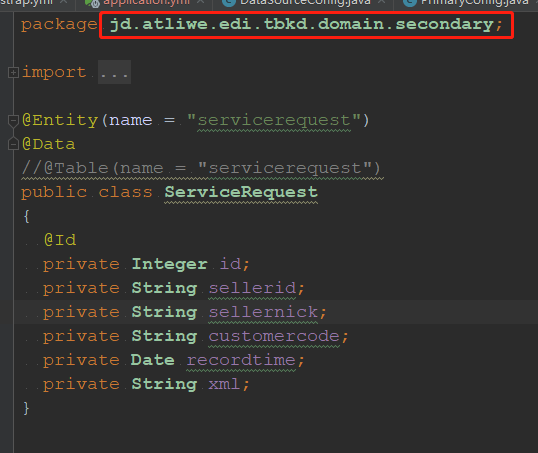 strap.yml application.yml DataSourceConfig.java PrimaryConfig.java
package jd.atliwe.edi.tbkd.domain.secondary;
import ...
@Entity(name = "servicerequest")
@Data
//@Table(name = "servicerequest")
public class ServiceRequest
{
@Id
private Integer id;
private String sellerid;
private String sellernick;
private String customercode;
private Date recordtime;
private String xml;
}